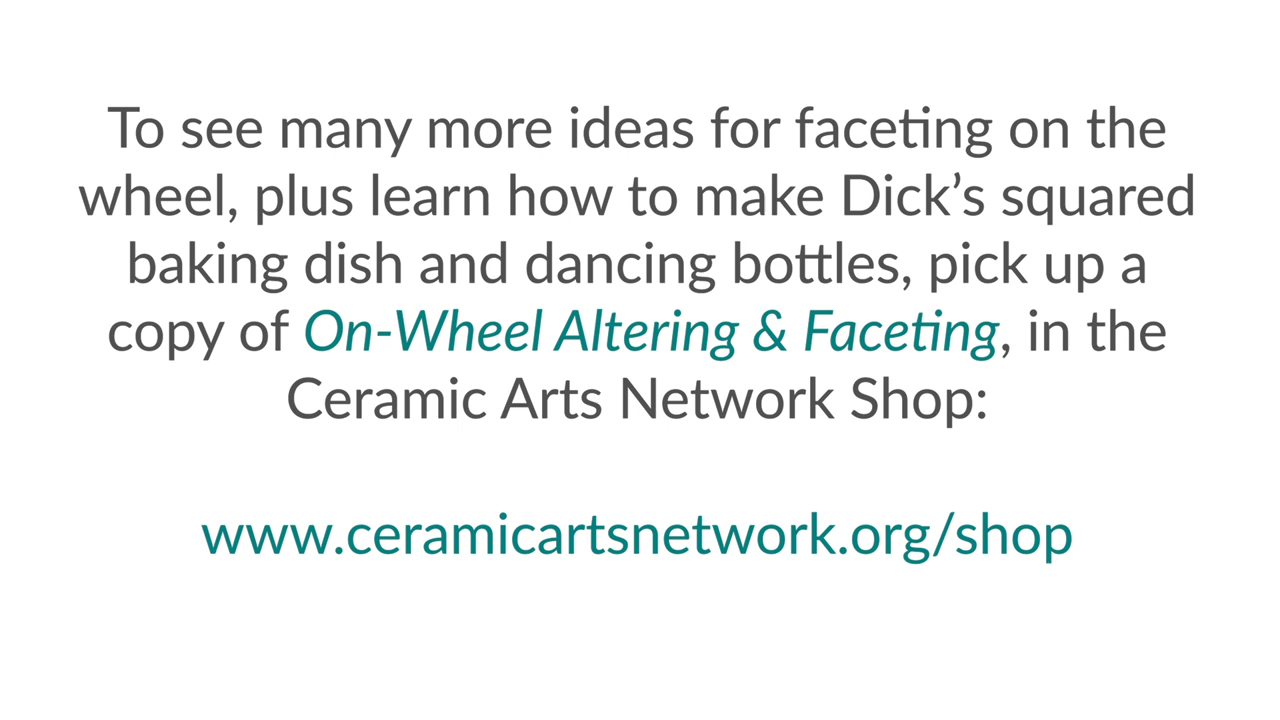 To see many more ideas for faceting on the
wheel, plus learn how to make Dick’s squared
baking dish and dancing bottles, pick up a
copy of On-Wheel Altering & Faceting, in the
Ceramic Arts Network Shop:
www.ceramicartsnetwork.org/shop